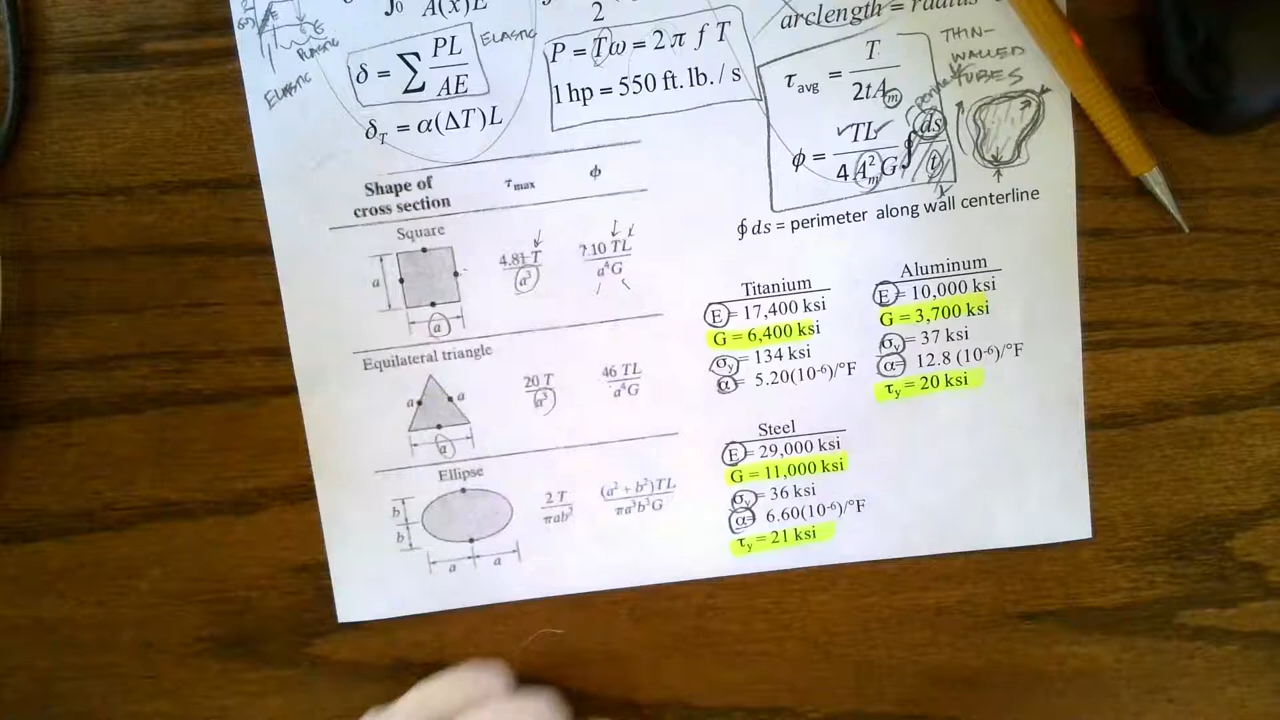 J₀ A(x)E
2
arclength = radius
PLASTIC
ELASTIC
δ = ∑ PL / AE
ELASTIC
δ_T = α(ΔT)L
P = Tω = 2π f T
1 hp = 550 ft.lb./s
τ_avg = T / 2tA_m
φ = TL / 4 A_m² G ∮ ds / t
THIN-
WALLED
TUBES
∮ds = perimeter along wall centerline
Shape of
cross section
τ_max
φ
Square
a
a
4.81 T / a³
7.10 TL / a⁴G
Equilateral triangle
a
a
a
20 T / a³
46 TL / a⁴G
Ellipse
b
b
a
a
2 T / πab²
(a² + b²)TL / πa³b³G
Titanium
E = 17,400 ksi
G = 6,400 ksi
σ_y = 134 ksi
α = 5.20(10⁻⁶)/°F
Aluminum
E = 10,000 ksi
G = 3,700 ksi
σ_y = 37 ksi
α = 12.8 (10⁻⁶)/°F
τ_y = 20 ksi
Steel
E = 29,000 ksi
G = 11,000 ksi
σ_y = 36 ksi
α = 6.60(10⁻⁶)/°F
τ_y = 21 ksi